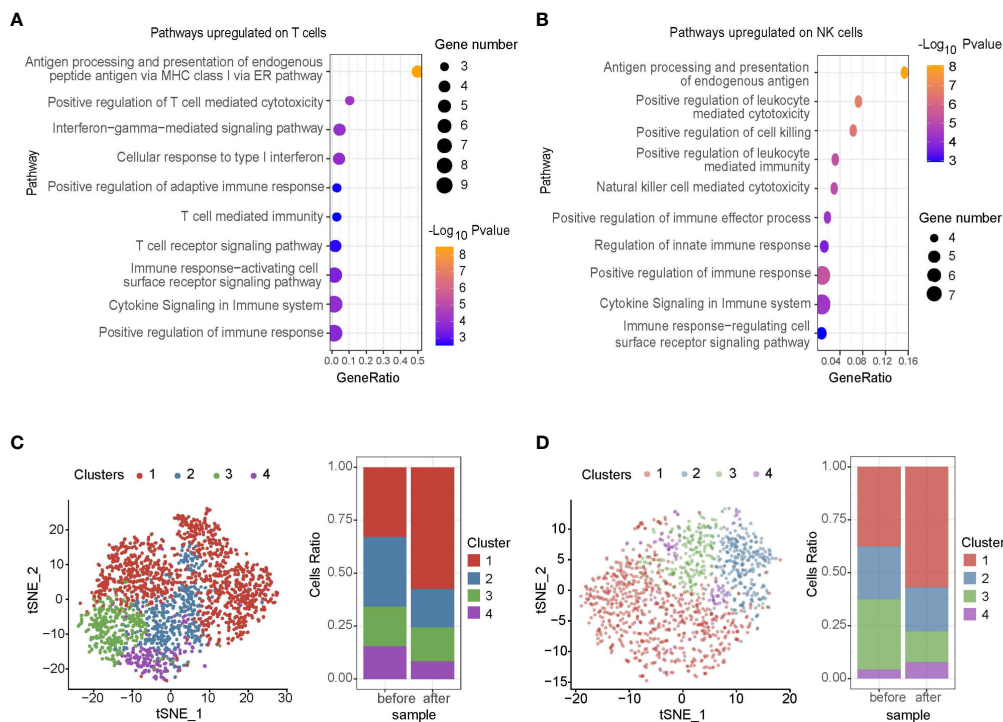 A
Pathways upregulated on T cells
Antigen processing and presentation of endogenous
peptide antigen via MHC class I via ER pathway
Positive regulation of T cell mediated cytotoxicity
Interferon-gamma-mediated signaling pathway
Cellular response to type I interferon
Positive regulation of adaptive immune response
T cell mediated immunity
T cell receptor signaling pathway
Immune response-activating cell
surface receptor signaling pathway
Cytokine Signaling in Immune system
Positive regulation of immune response
Pathway
0.0 0.1 0.2 0.3 0.4 0.5
GeneRatio
Gene number
3
4
5
6
7
8
9
-Log10 Pvalue
8
7
6
5
4
3
B
Pathways upregulated on NK cells
Antigen processing and presentation
of endogenous antigen
Positive regulation of leukocyte
mediated cytotoxicity
Positive regulation of cell killing
Positive regulation of leukocyte
mediated immunity
Natural killer cell mediated cytotoxicity
Positive regulation of immune effector process
Regulation of innate immune response
Positive regulation of immune response
Cytokine Signaling in Immune system
Immune response-regulating cell
surface receptor signaling pathway
Pathway
0.04 0.08 0.12 0.16
GeneRatio
-Log10 Pvalue
8
7
6
5
4
3
Gene number
4
5
6
7
C
Clusters 1 2 3 4
tSNE_2
20
10
0
-10
-20
-20 -10 0 10 20 30
tSNE_1
Cells Ratio
1.00
0.75
0.50
0.25
0.00
before after
sample
Cluster
1
2
3
4
D
Clusters 1 2 3 4
tSNE_2
10
5
0
-5
-10
-15
-20 -10 0 10 20
tSNE_1
Cells Ratio
1.00
0.75
0.50
0.25
0.00
before after
sample
Cluster
1
2
3
4